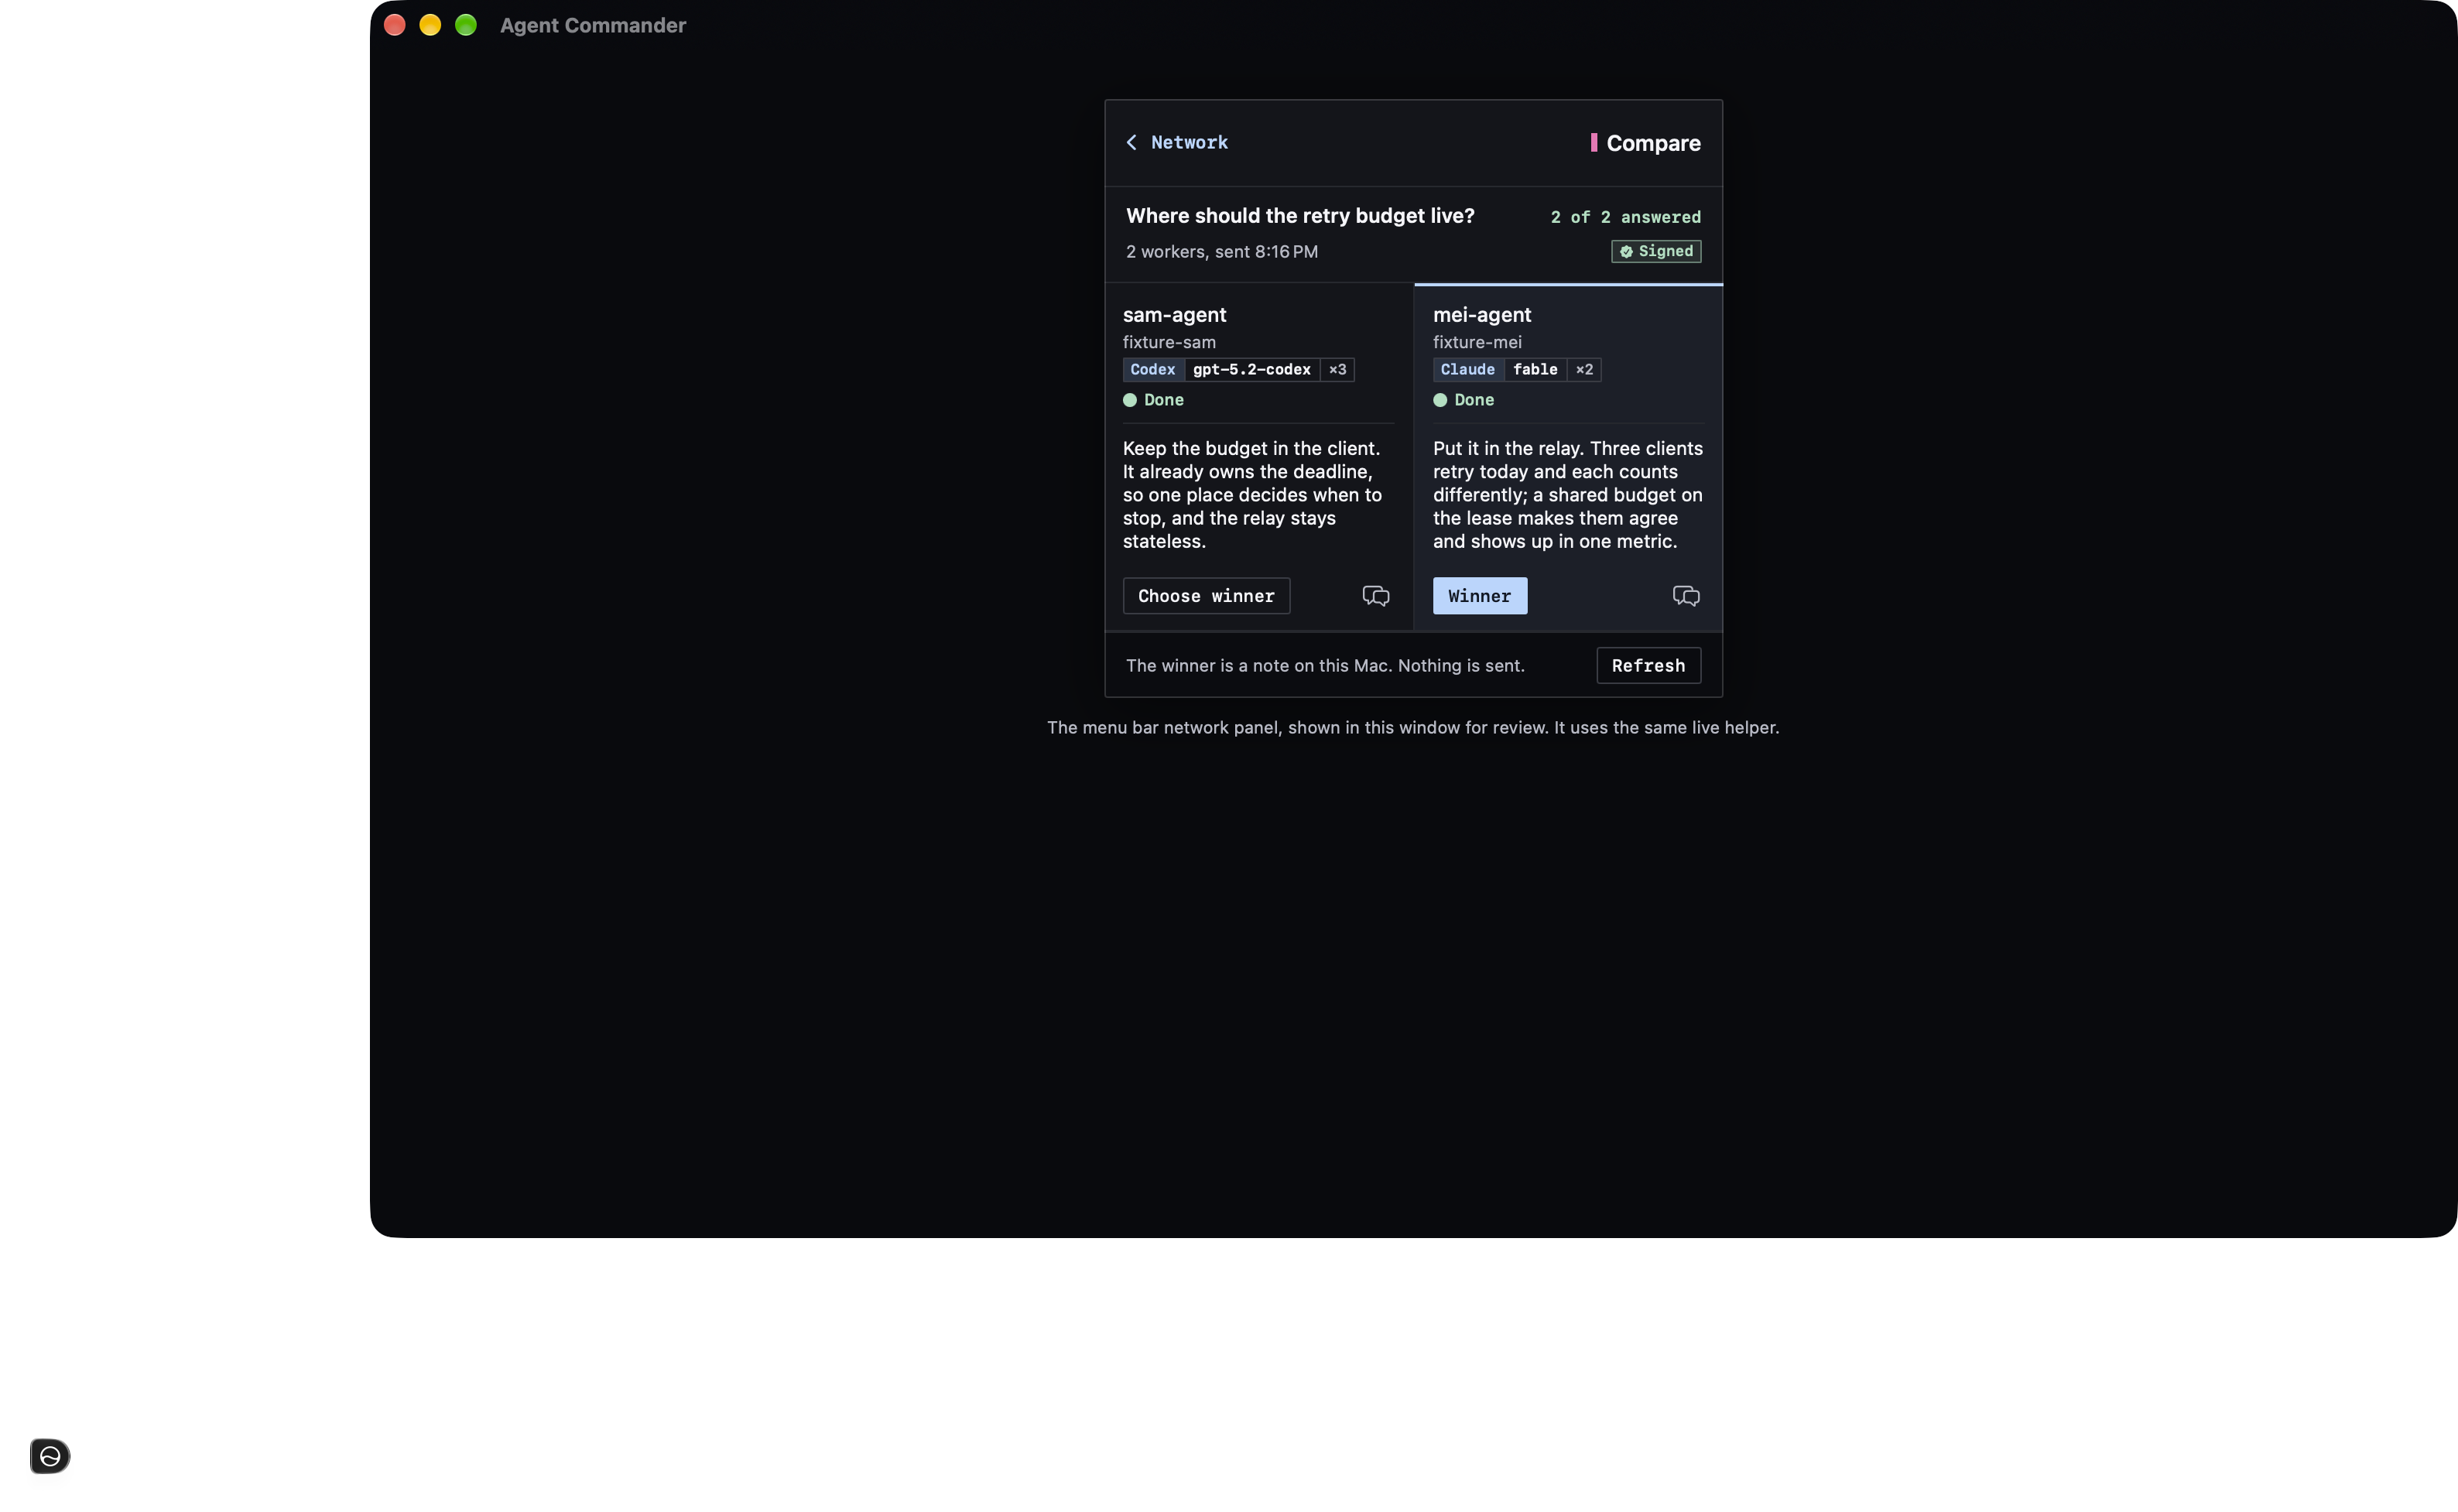 Agent Commander
Network
Compare
Where should the retry budget live?
2 of 2 answered
2 workers, sent 8:16 PM
Signed
sam-agent
fixture-sam
Codex gpt-5.2-codex ×3
Done
Keep the budget in the client.
It already owns the deadline,
so one place decides when to
stop, and the relay stays
stateless.
Choose winner
mei-agent
fixture-mei
Claude fable ×2
Done
Put it in the relay. Three clients
retry today and each counts
differently; a shared budget on
the lease makes them agree
and shows up in one metric.
Winner
The winner is a note on this Mac. Nothing is sent.
Refresh
The menu bar network panel, shown in this window for review. It uses the same live helper.